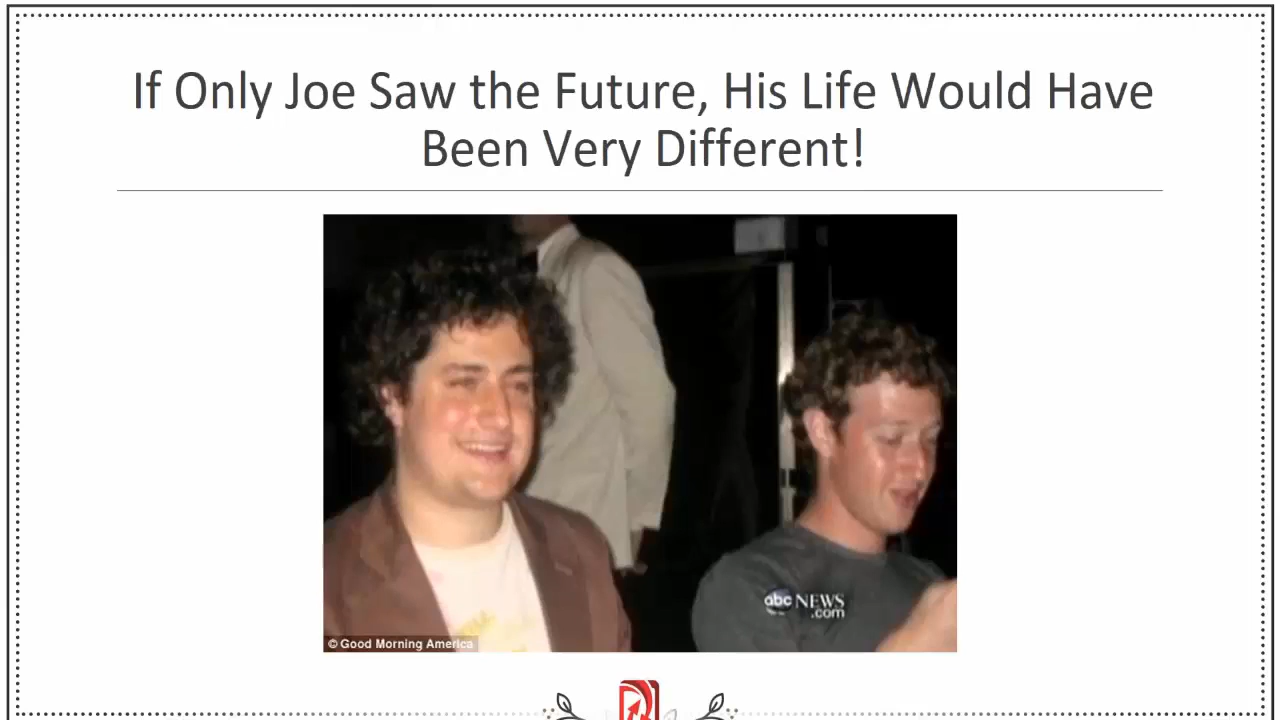 If Only Joe Saw the Future, His Life Would Have
Been Very Different!
abc NEWS
.com
© Good Morning America